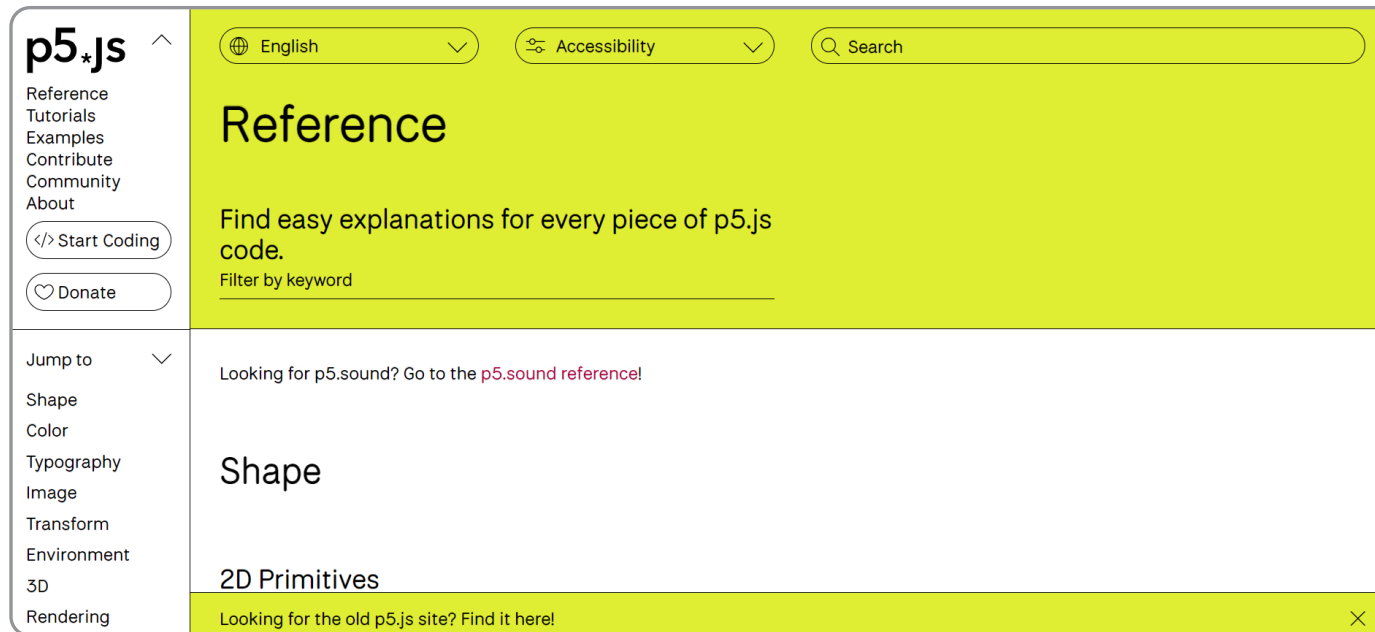 p5*js
Reference
Tutorials
Examples
Contribute
Community
About
</> Start Coding
Donate
Jump to
Shape
Color
Typography
Image
Transform
Environment
3D
Rendering
English
Accessibility
Search
Reference
Find easy explanations for every piece of p5.js
code.
Filter by keyword
Looking for p5.sound? Go to the p5.sound reference!
Shape
2D Primitives
Looking for the old p5.js site? Find it here!